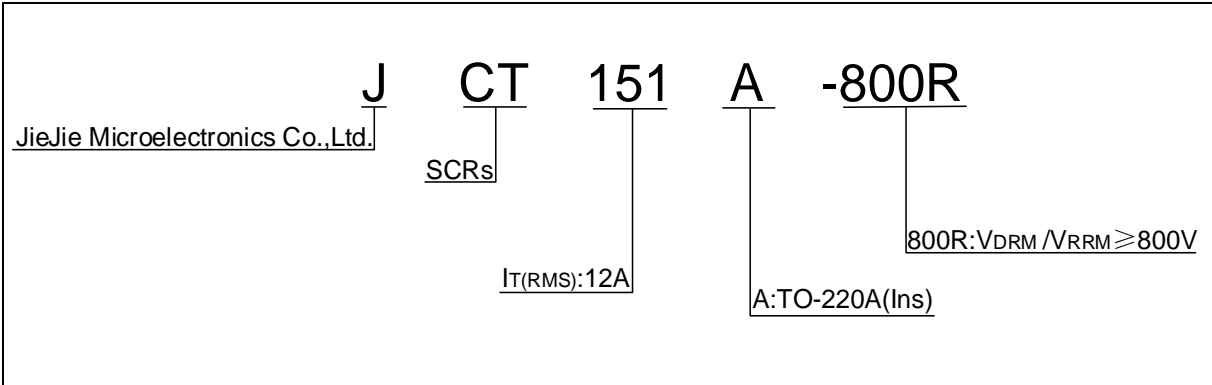 J CT 151 A -800R
JieJie Microelectronics Co.,Ltd.
SCRs
800R:VDRM /VRRM≥800V
IT(RMS):12A
A:TO-220A(Ins)